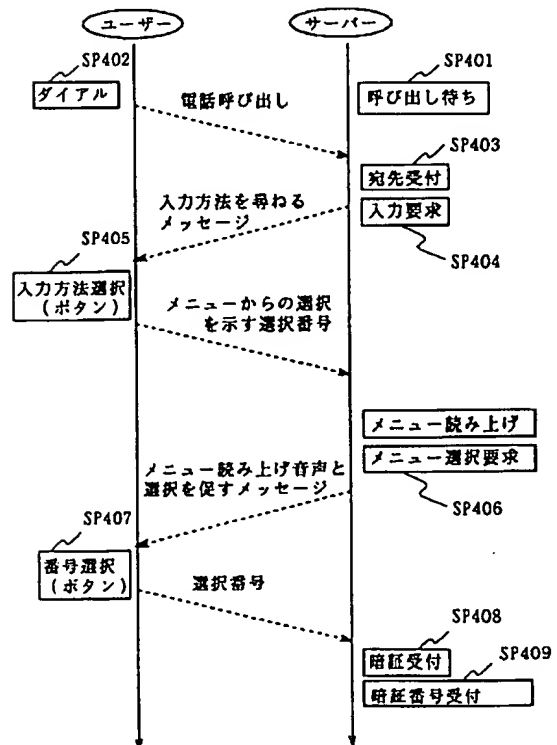 ユーザー
サーバー
SP402
ダイアル
SP401
呼び出し待ち
電話呼び出し
SP403
宛先受付
入力要求
SP404
入力方法を尋ねる
メッセージ
SP405
入力方法選択
(ボタン)
メニューからの選択
を示す選択番号
メニュー読み上げ
メニュー選択要求
SP406
メニュー読み上げ音声と
選択を促すメッセージ
SP407
番号選択
(ボタン)
選択番号
SP408
暗証受付
SP409
暗証番号受付